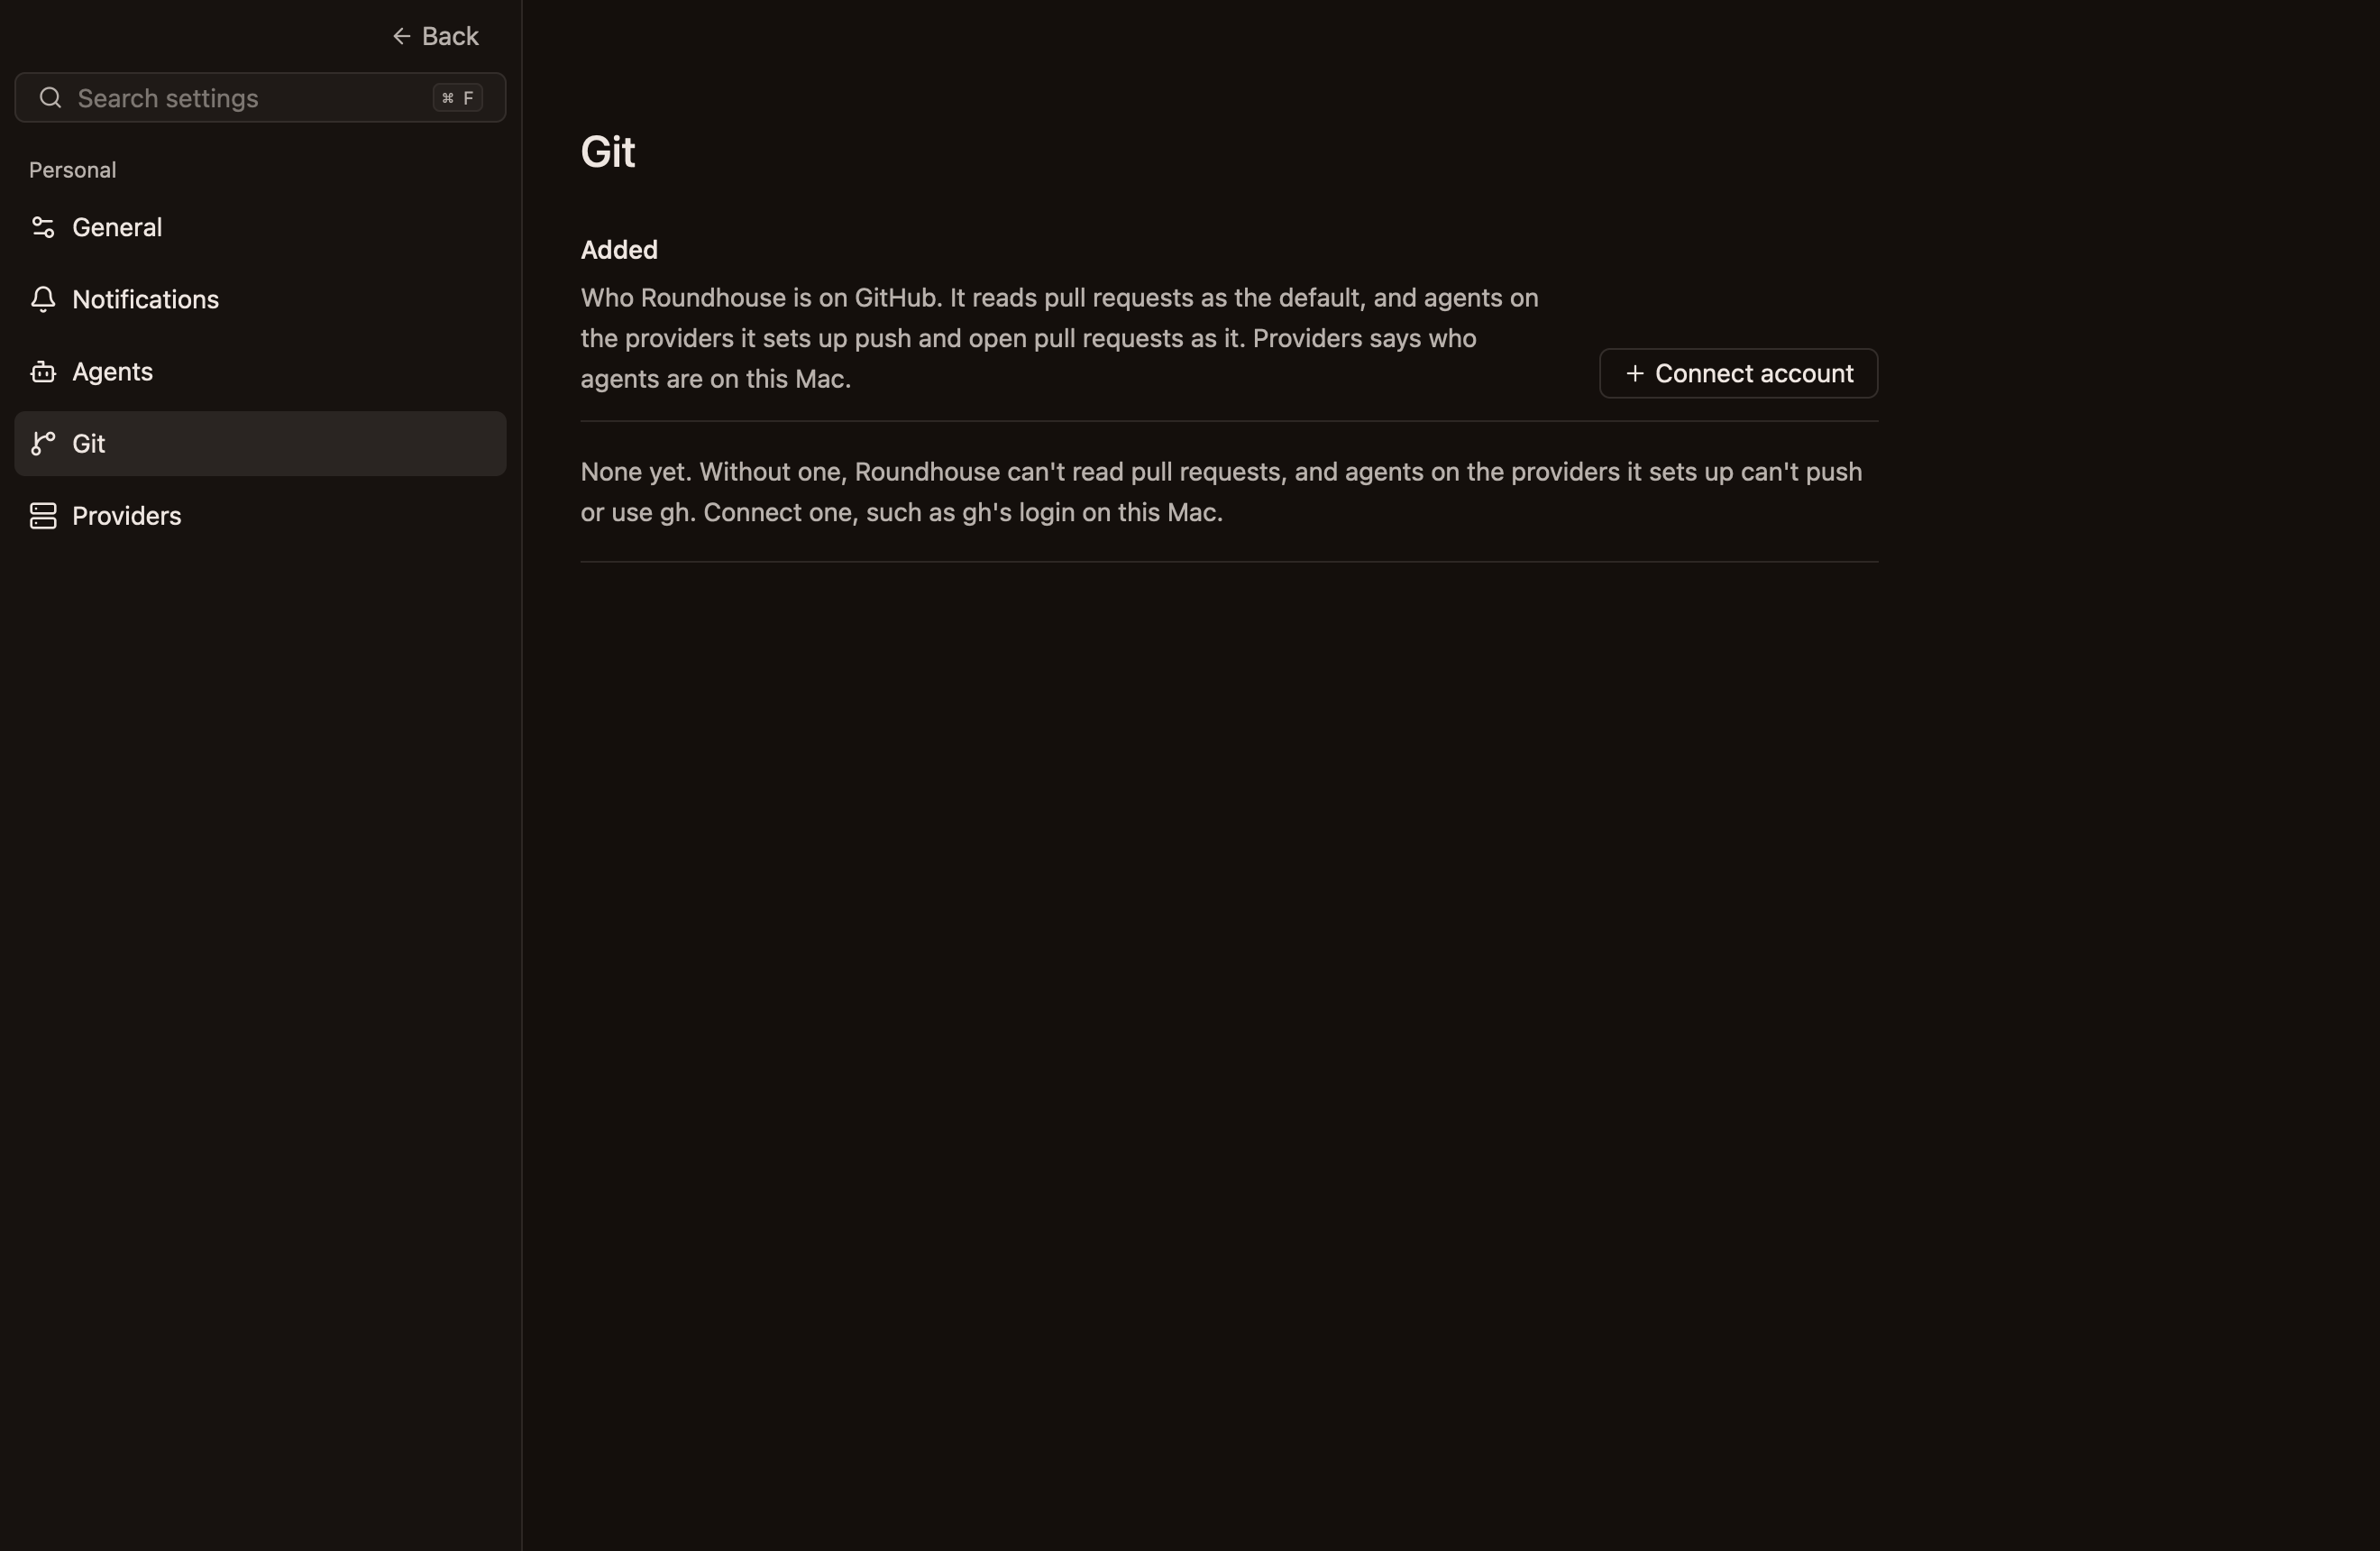 Back
Search settings
⌘ F
Personal
General
Notifications
Agents
Git
Providers
Git
Added
Who Roundhouse is on GitHub. It reads pull requests as the default, and agents on
the providers it sets up push and open pull requests as it. Providers says who
agents are on this Mac.
Connect account
None yet. Without one, Roundhouse can't read pull requests, and agents on the providers it sets up can't push
or use gh. Connect one, such as gh's login on this Mac.